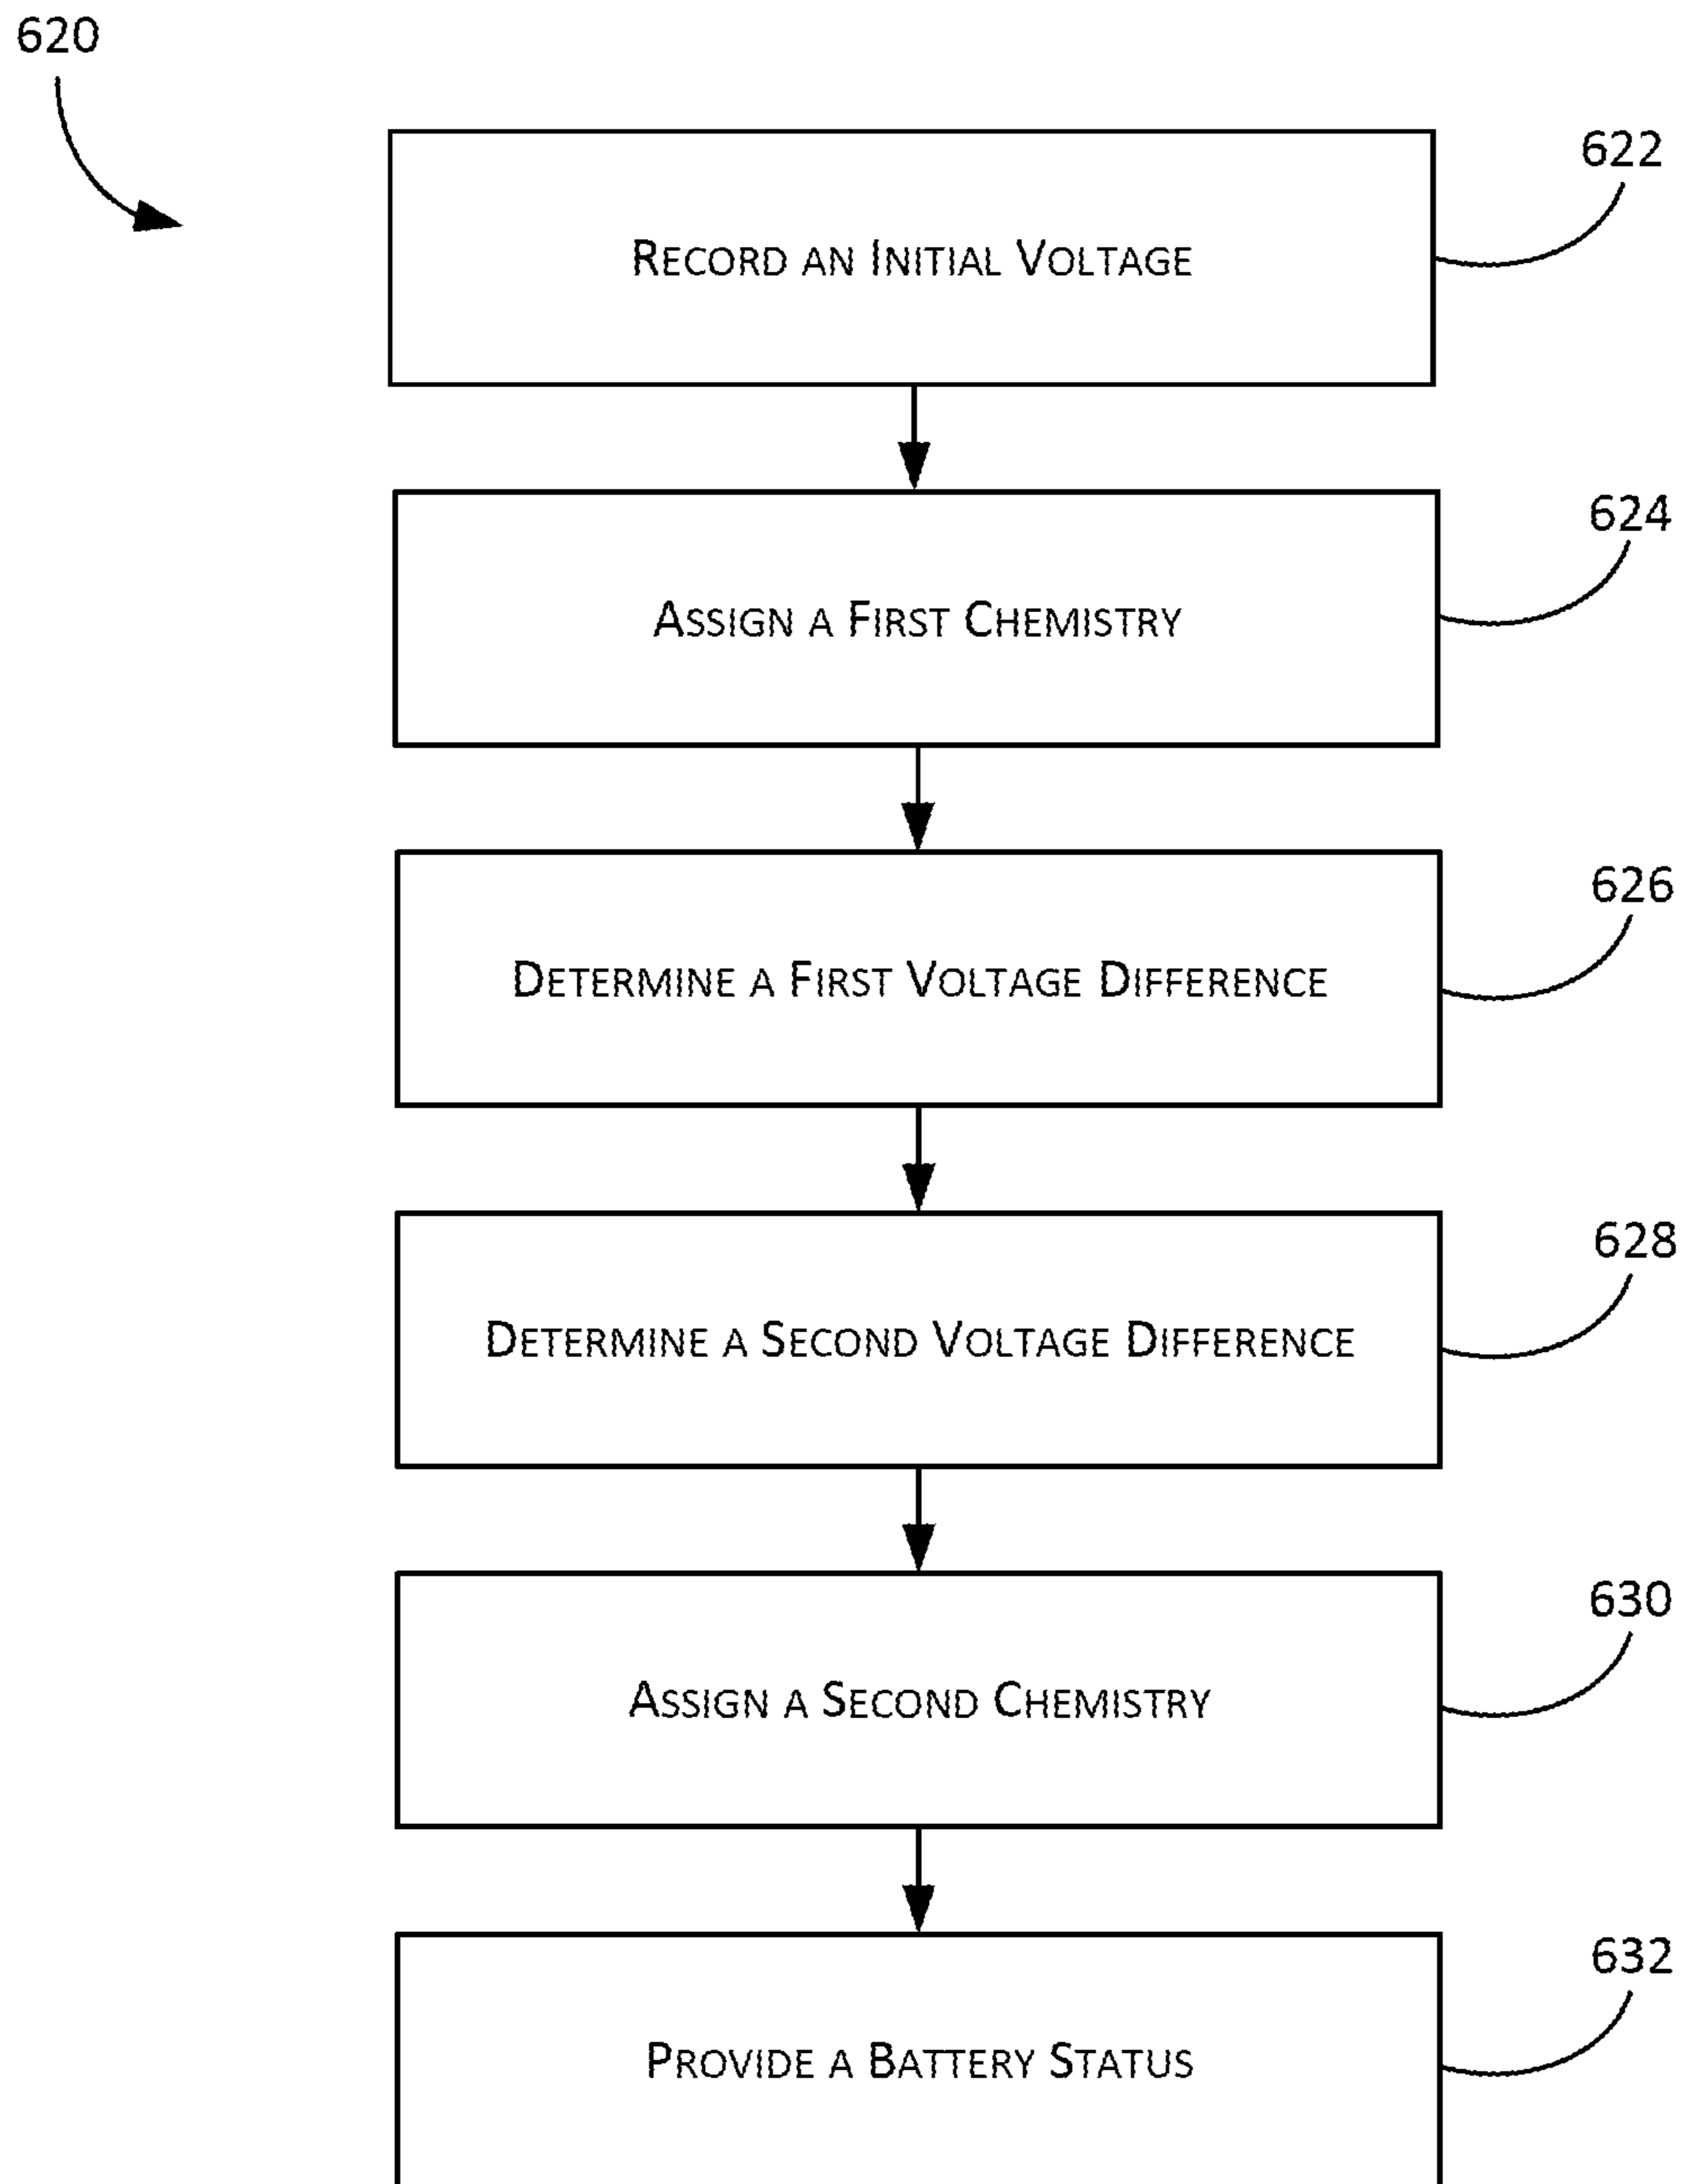 620
622
RECORD AN INITIAL VOLTAGE
624
ASSIGN A FIRST CHEMISTRY
626
DETERMINE A FIRST VOLTAGE DIFFERENCE
628
DETERMINE A SECOND VOLTAGE DIFFERENCE
630
ASSIGN A SECOND CHEMISTRY
632
PROVIDE A BATTERY STATUS